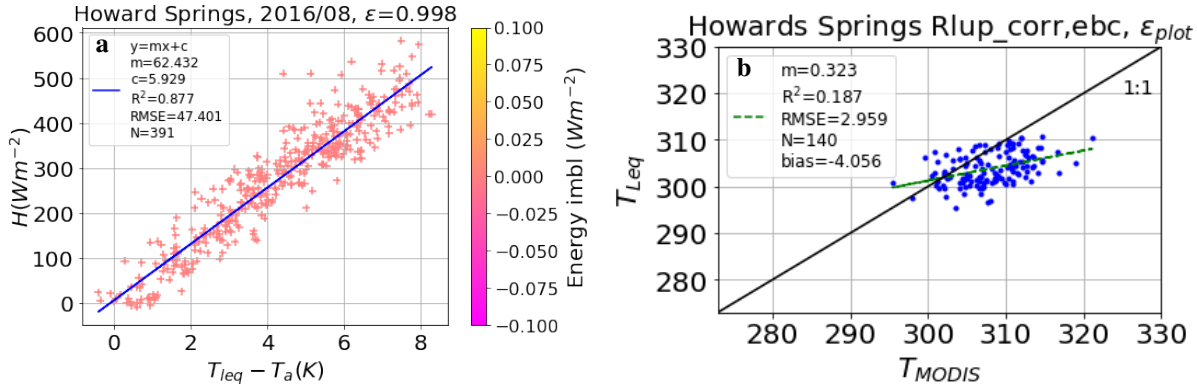 Howard Springs, 2016/08, ε=0.998
a
y=mx+c
m=62.432
c=5.929
R²=0.877
RMSE=47.401
N=391
600
500
400
300
200
100
0
H(Wm⁻²)
0 2 4 6 8
T_leq − T_a(K)
0.100
0.075
0.050
0.025
0.000
−0.025
−0.050
−0.075
−0.100
Energy imbl (Wm⁻²)
Howards Springs Rlup_corr,ebc, ε_plot
b
m=0.323
R²=0.187
RMSE=2.959
N=140
bias=-4.056
1:1
330
320
310
300
290
280
T_Leq
280 290 300 310 320 330
T_MODIS